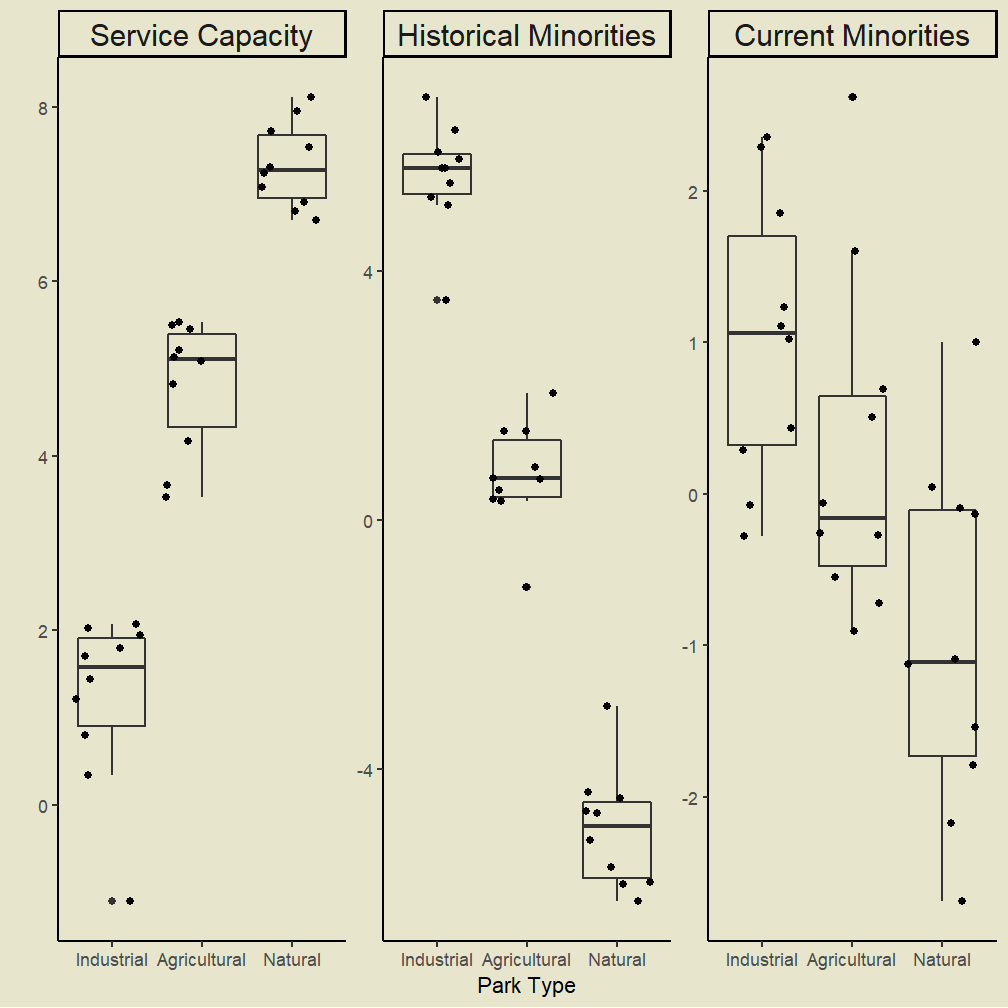 Service Capacity
Historical Minorities
Current Minorities
8
6
4
2
0
4
0
-4
2
1
0
-1
-2
Industrial Agricultural Natural
Industrial Agricultural Natural
Industrial Agricultural Natural
Park Type